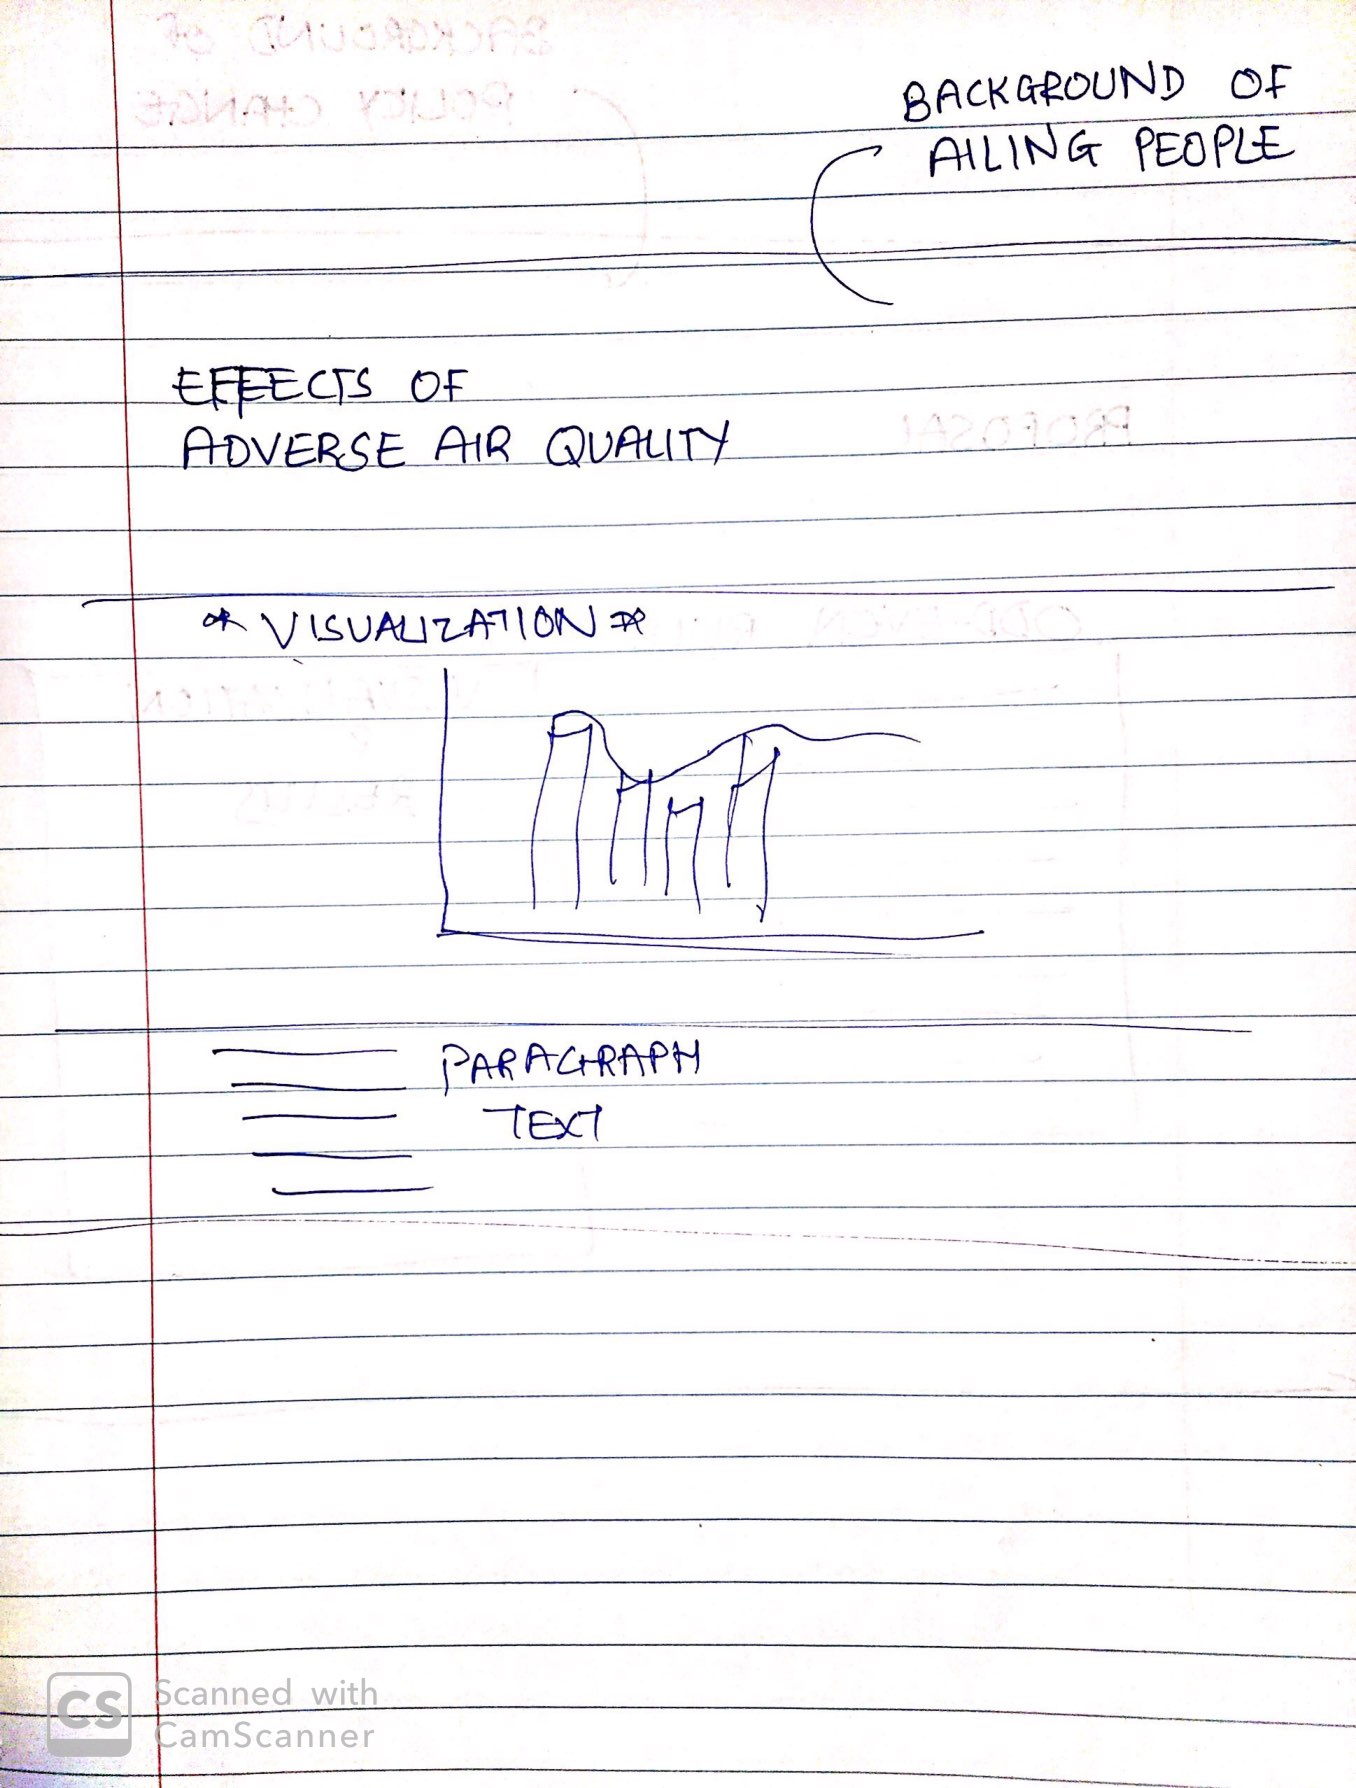 BACKGROUND OF
AILING PEOPLE
EFFECTS OF
ADVERSE AIR QUALITY
* VISUALIZATION *
PARAGRAPH
TEXT
CS
Scanned with
CamScanner